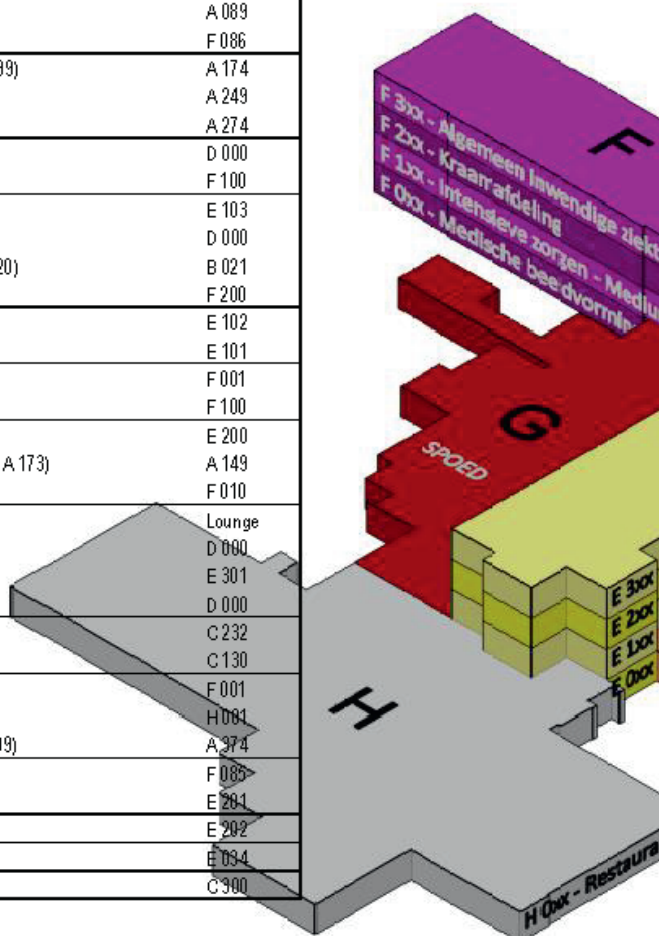 A 089
F 086
99) A 174
A 249
A 274
D 000
F 100
E 103
D 000
20) B 021
F 200
E 102
E 101
F 001
F 100
E 200
A 173) A 149
F 010
Lounge
D 000
E 301
D 000
C 232
C 130
F 001
H 001
99) A 374
F 085
E 201
E 202
E 034
C 300
F
F 3xx - Algemeen Inwendige ziekt
F 2xx - Kraamafdeling
F 1xx - Intensieve zorgen - Mediu
F 0xx - Medische beeldvormin
G
SPOED
E 3xx
E 2xx
E 1xx
E 0xx
H
H 0xx - Restaura